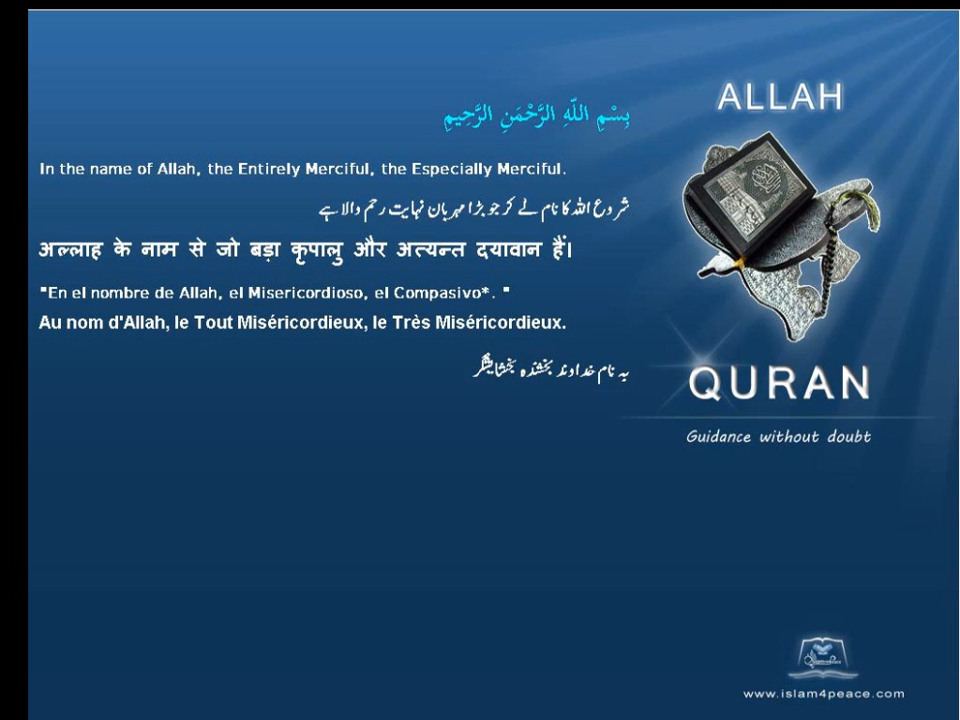 بِسْمِ اللّهِ الرَّحْمَنِ الرَّحِيمِ
In the name of Allah, the Entirely Merciful, the Especially Merciful.
شروع الله کا نام لے کر جو بڑا مہربان نہایت رحم والا ہے
अल्लाह के नाम से जो बड़ा कृपालु और अत्यन्त दयावान हैं।
"En el nombre de Allah, el Misericordioso, el Compasivo*. "
Au nom d'Allah, le Tout Miséricordieux, le Très Miséricordieux.
به نام خداوند بخشنده بخشایشگر
ALLAH
QURAN
Guidance without doubt
www.islam4peace.com